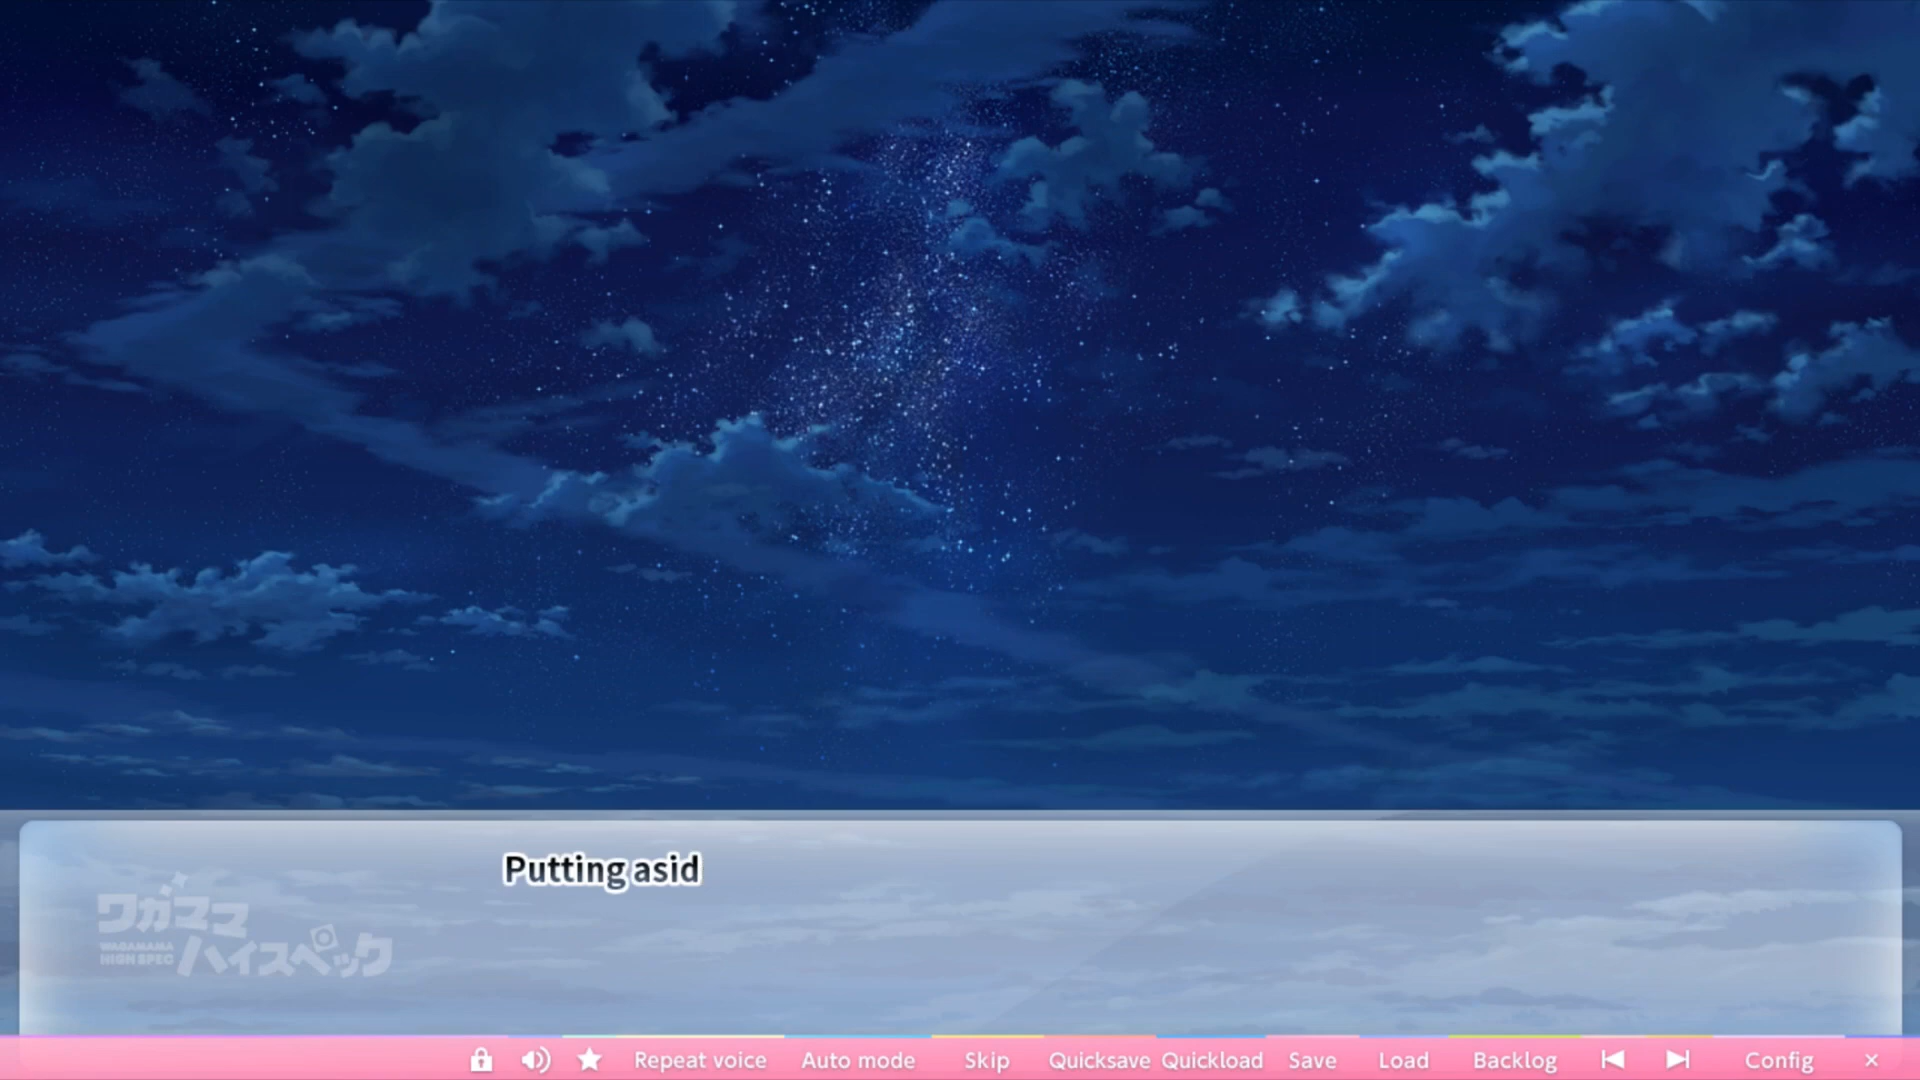 Putting asid
ワガママ
ハイスペック
WAGAMAMA
HIGH SPEC
Repeat voice
Auto mode
Skip
Quicksave
Quickload
Save
Load
Backlog
Config